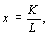 x = K/L,